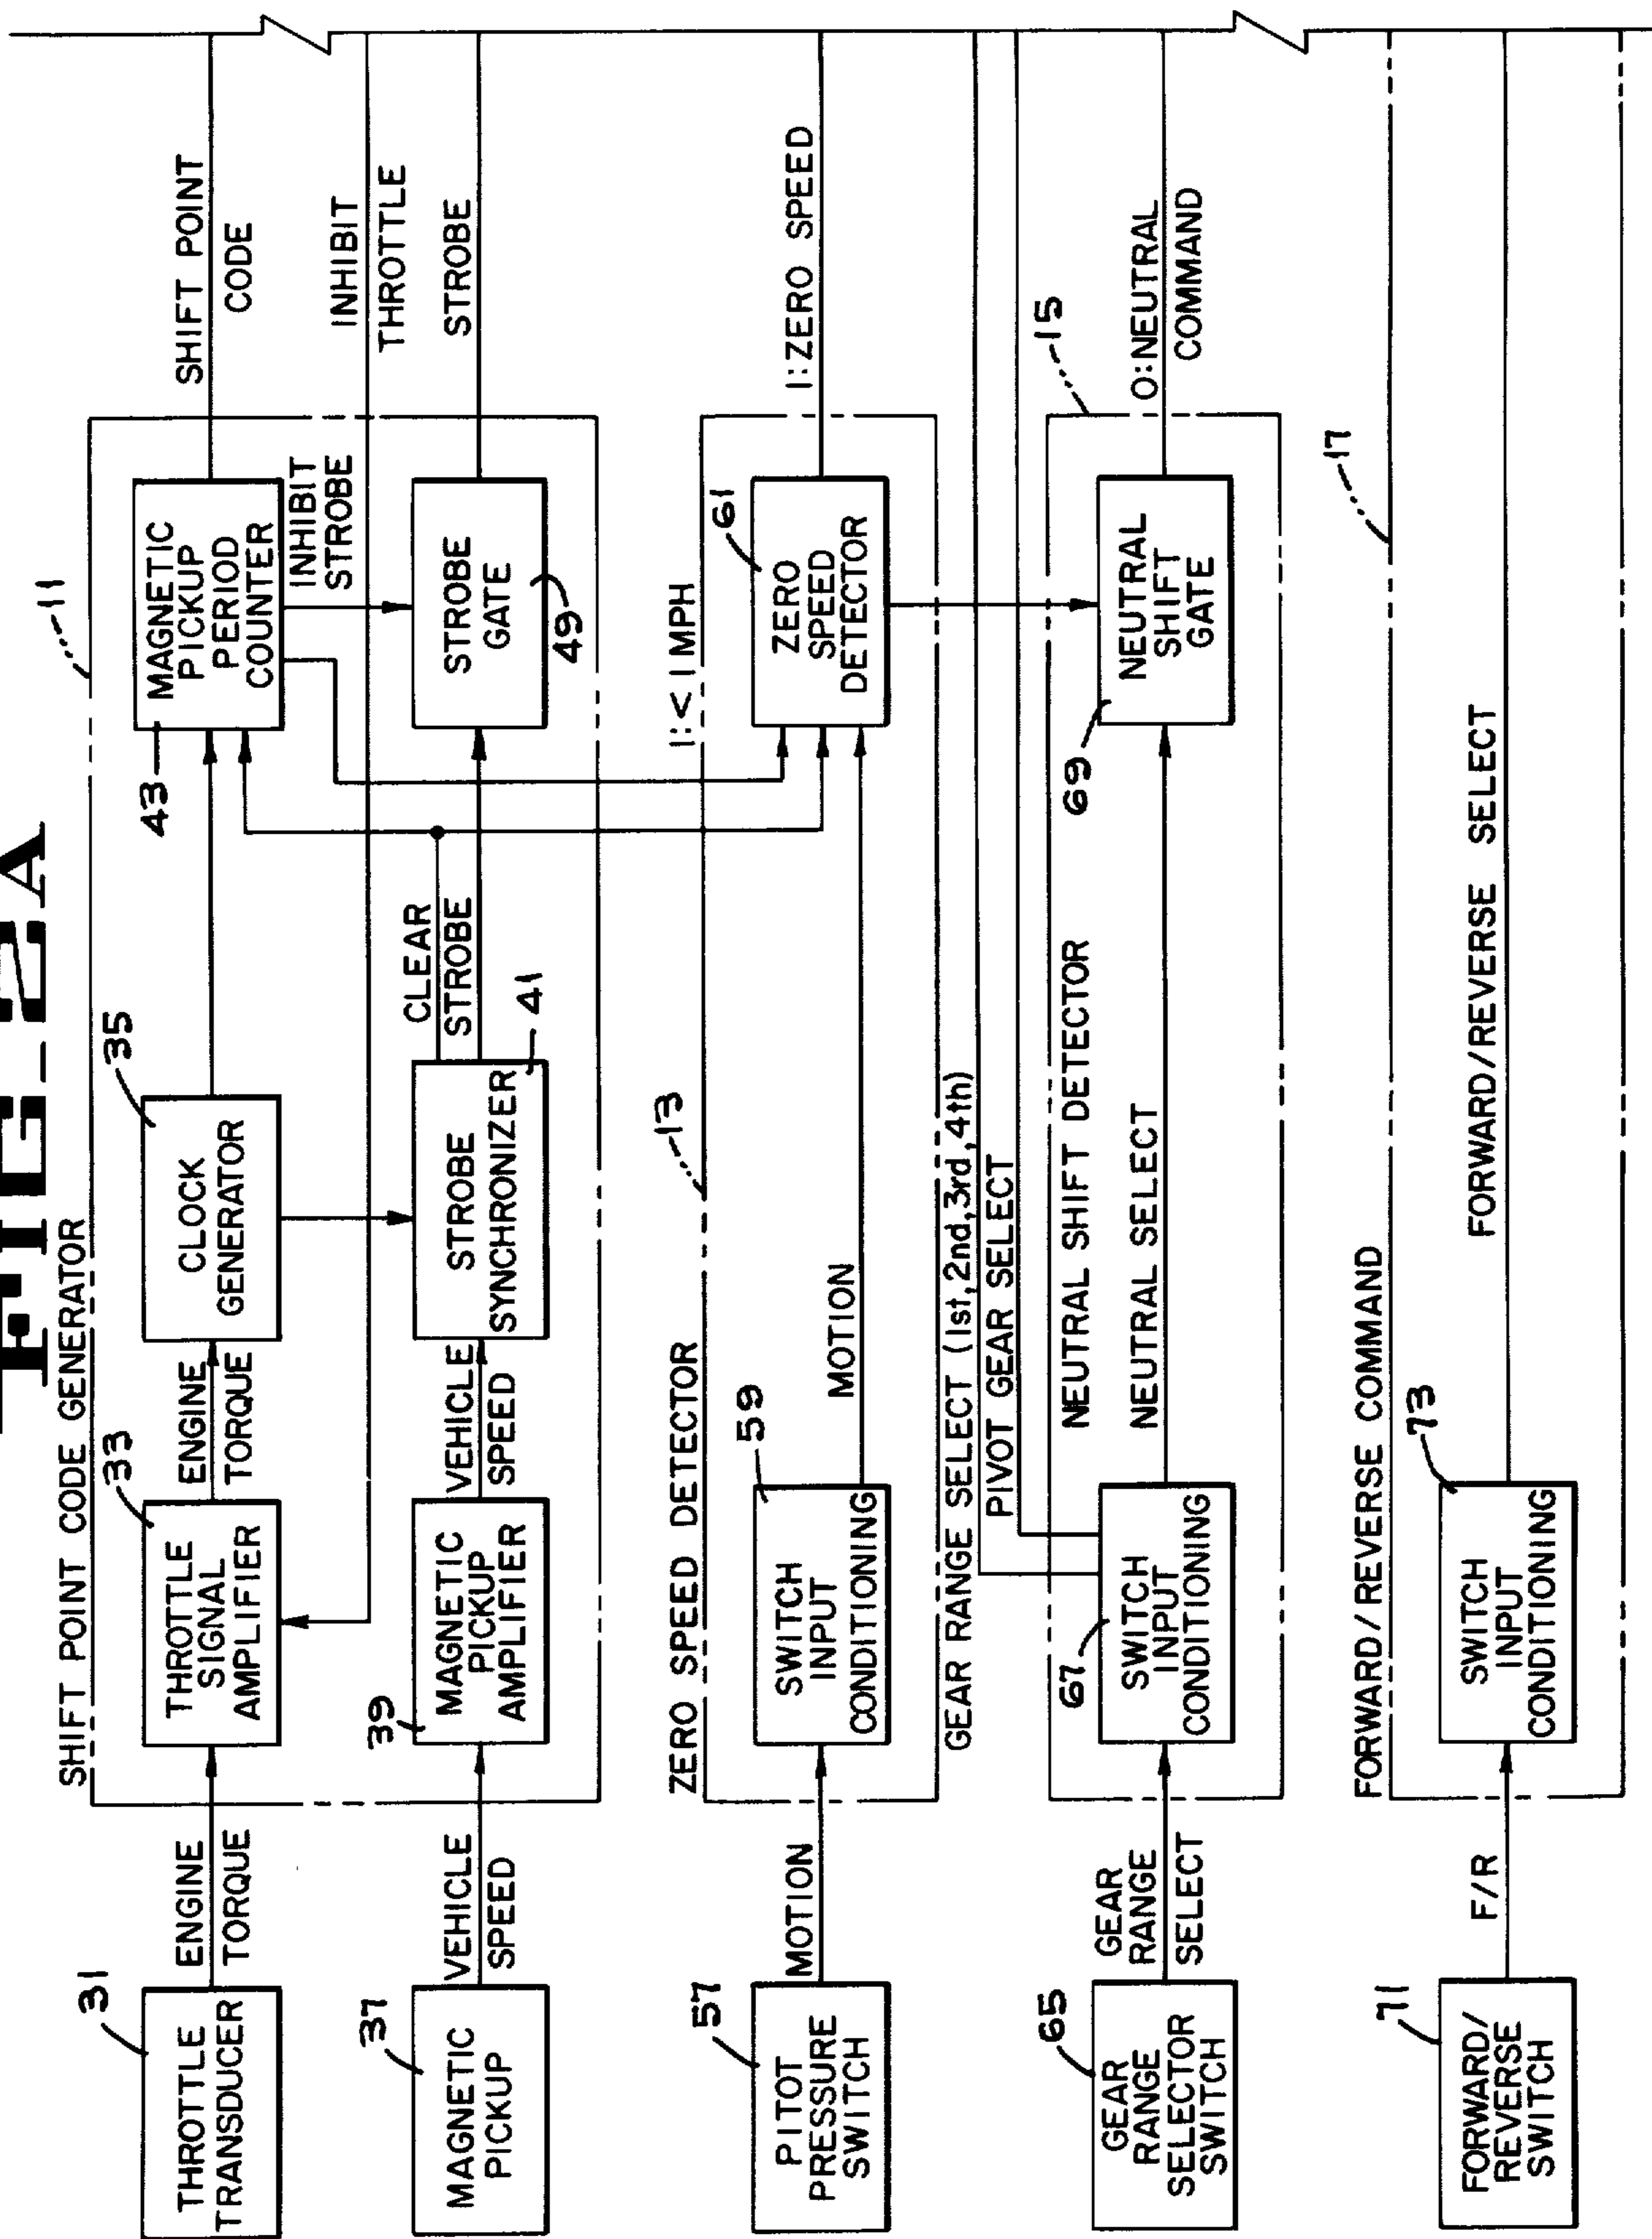 FIG_2A
SHIFT POINT CODE GENERATOR
11
31
THROTTLE
TRANSDUCER
ENGINE
TORQUE
33
THROTTLE
SIGNAL
AMPLIFIER
ENGINE
TORQUE
35
CLOCK
GENERATOR
43
MAGNETIC
PICKUP
PERIOD
COUNTER
SHIFT POINT
CODE
INHIBIT
STROBE
INHIBIT
THROTTLE
37
MAGNETIC
PICKUP
VEHICLE
SPEED
39
MAGNETIC
PICKUP
AMPLIFIER
VEHICLE
SPEED
STROBE
SYNCHRONIZER
41
CLEAR
STROBE
STROBE
GATE
49
STROBE
ZERO SPEED DETECTOR
13
1:<1MPH
57
PITOT
PRESSURE
SWITCH
MOTION
59
SWITCH
INPUT
CONDITIONING
MOTION
61
ZERO
SPEED
DETECTOR
1:ZERO SPEED
GEAR RANGE SELECT (1st,2nd,3rd,4th)
PIVOT GEAR SELECT
NEUTRAL SHIFT DETECTOR
15
65
GEAR
RANGE
SELECTOR
SWITCH
GEAR
RANGE
SELECT
67
SWITCH
INPUT
CONDITIONING
NEUTRAL SELECT
69
NEUTRAL
SHIFT
GATE
0:NEUTRAL
COMMAND
FORWARD/REVERSE COMMAND
17
71
FORWARD/
REVERSE
SWITCH
F/R
73
SWITCH
INPUT
CONDITIONING
FORWARD/REVERSE SELECT